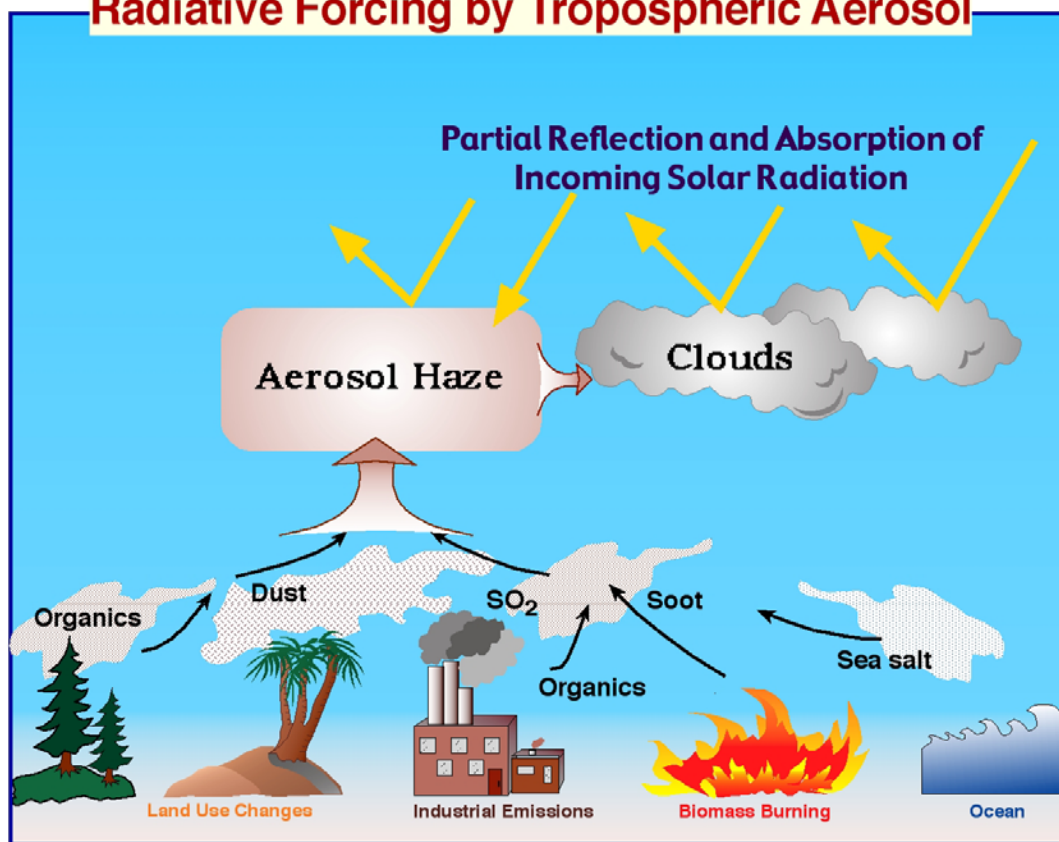 Radiative Forcing by Tropospheric Aerosol
Partial Reflection and Absorption of
Incoming Solar Radiation
Aerosol Haze
Clouds
Organics
Dust
SO2
Soot
Organics
Sea salt
Land Use Changes
Industrial Emissions
Biomass Burning
Ocean